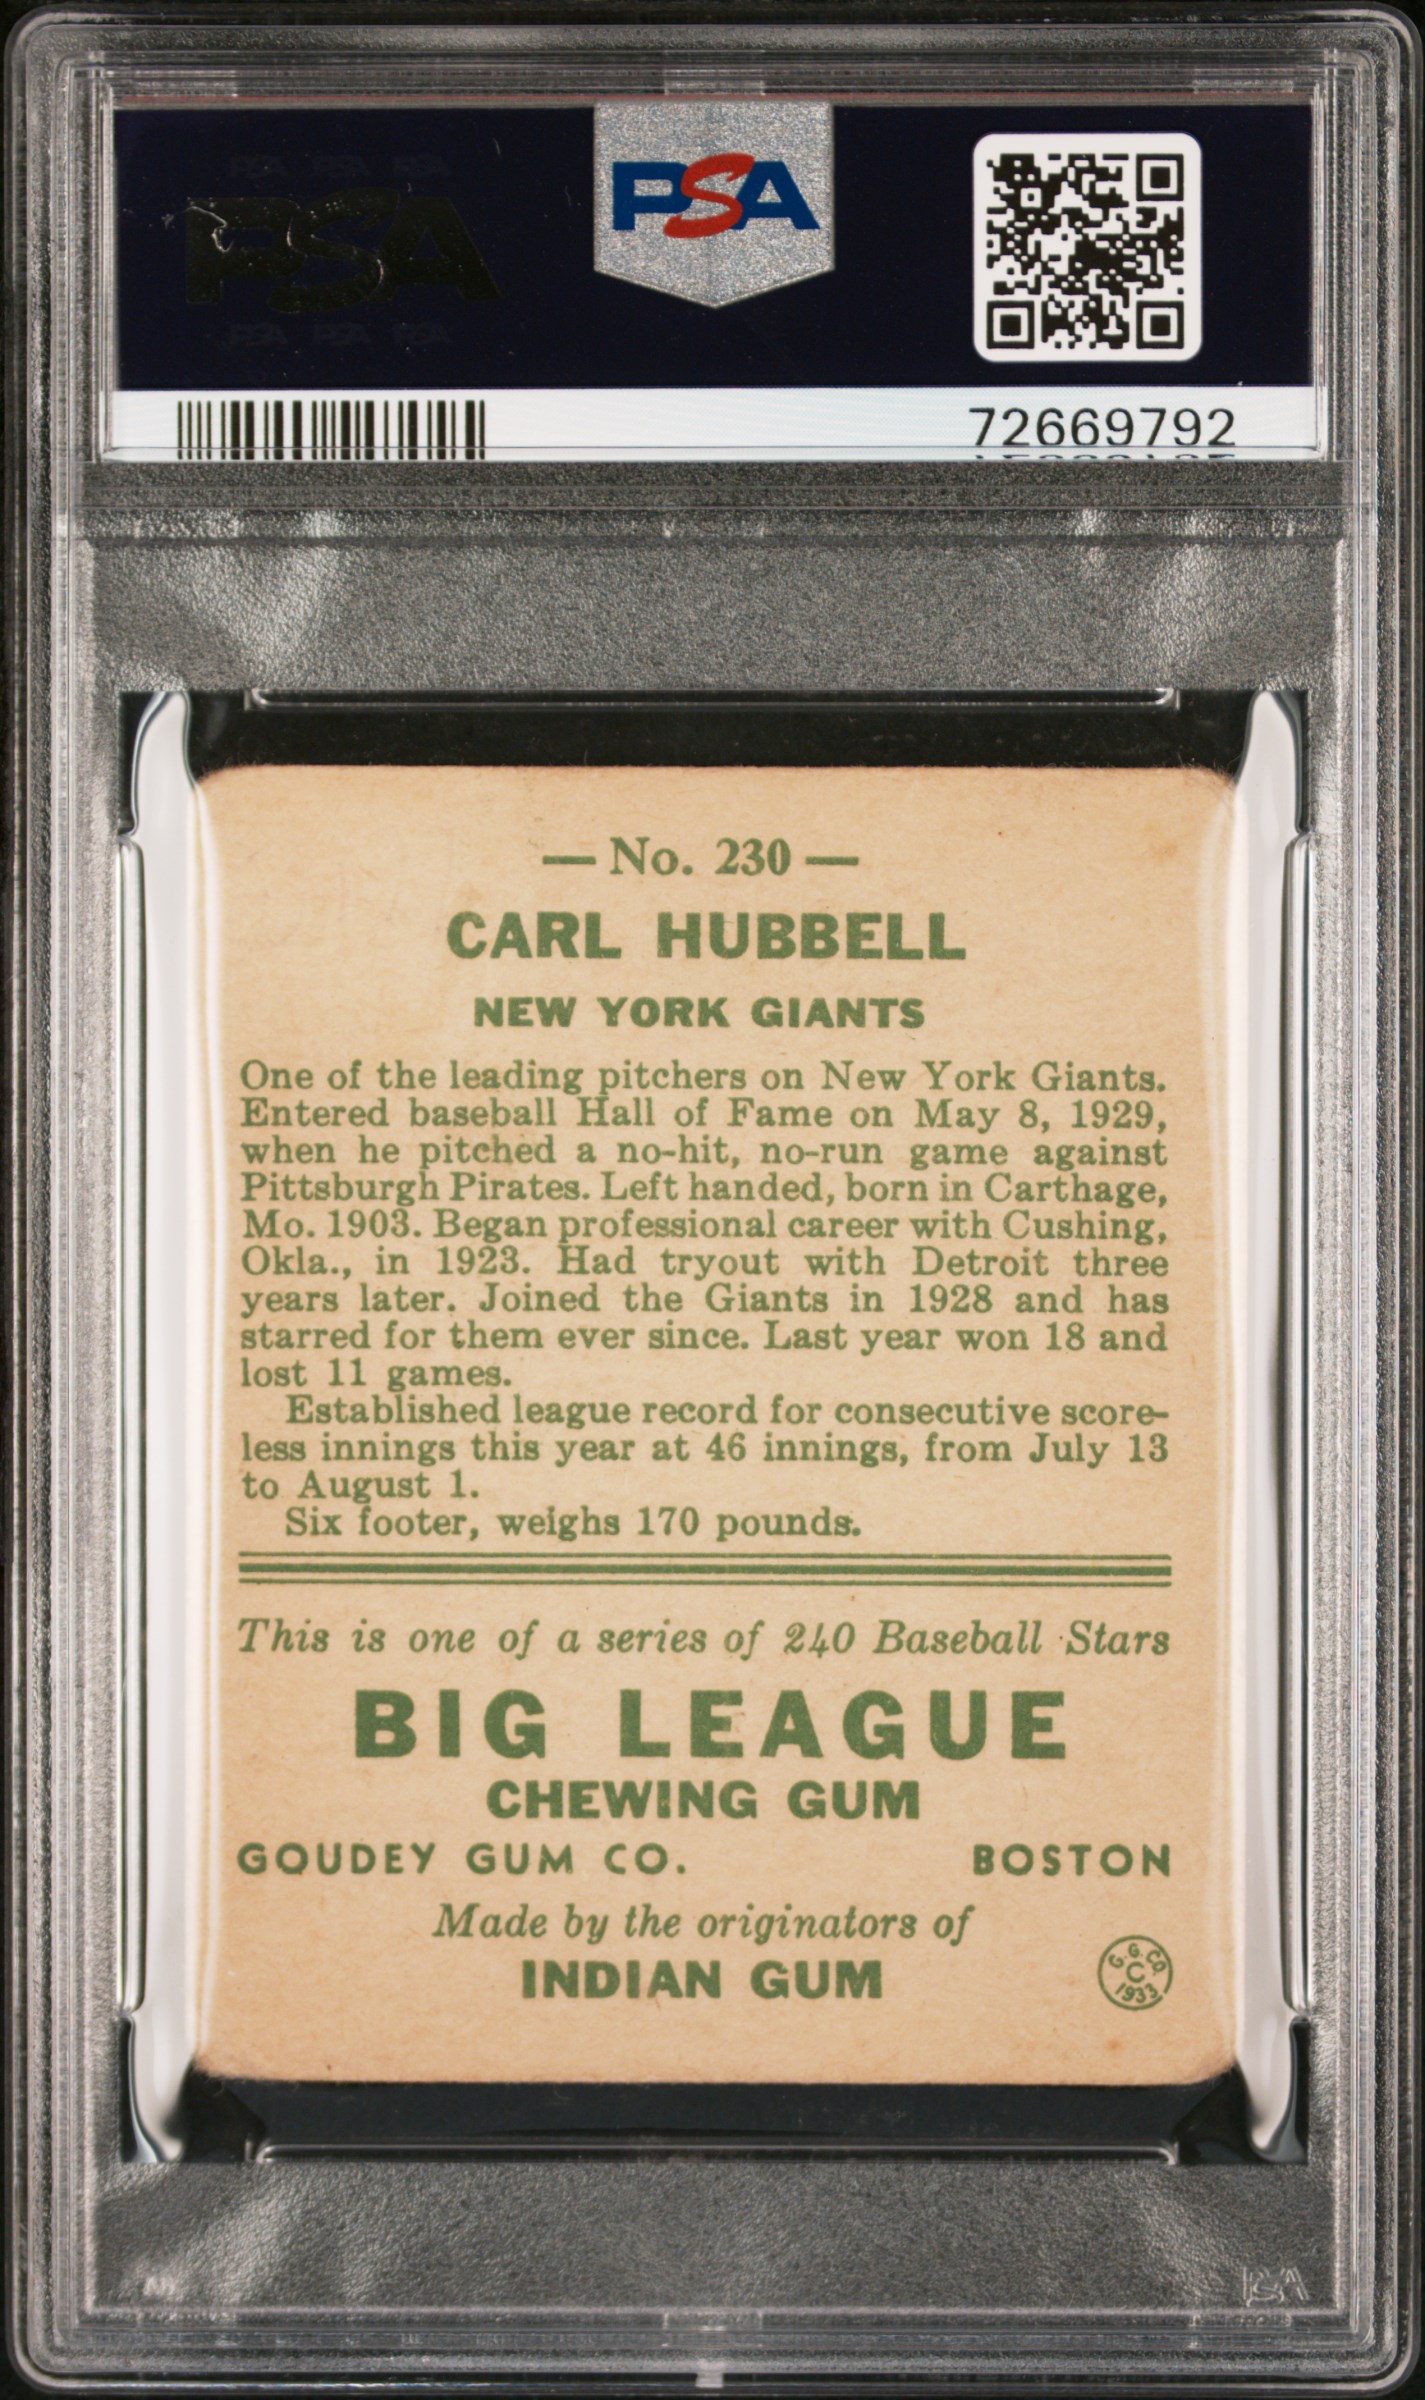 PSA
PSA
72669792
— No. 230 —
CARL HUBBELL
NEW YORK GIANTS
One of the leading pitchers on New York Giants.
Entered baseball Hall of Fame on May 8, 1929,
when he pitched a no-hit, no-run game against
Pittsburgh Pirates. Left handed, born in Carthage,
Mo. 1903. Began professional career with Cushing,
Okla., in 1923. Had tryout with Detroit three
years later. Joined the Giants in 1928 and has
starred for them ever since. Last year won 18 and
lost 11 games.
Established league record for consecutive score-
less innings this year at 46 innings, from July 13
to August 1.
Six footer, weighs 170 pounds.
This is one of a series of 240 Baseball Stars
BIG LEAGUE
CHEWING GUM
GOUDEY GUM CO. BOSTON
Made by the originators of
INDIAN GUM
G. G. CO.
C
1933
PSA